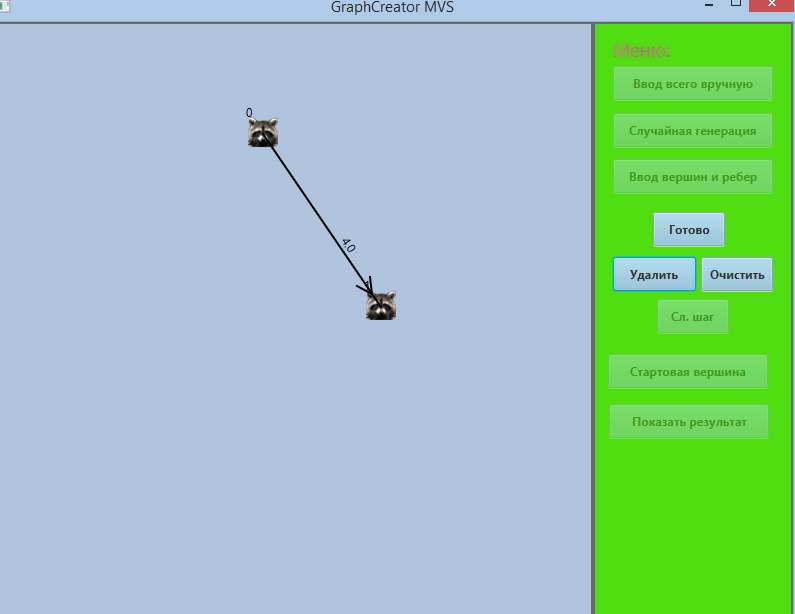 GraphCreator MVS
Меню:
Ввод всего вручную
0
Случайная генерация
Ввод вершин и ребер
Готово
4.0
Удалить
Очистить
Сл. шаг
Стартовая вершина
Показать результат